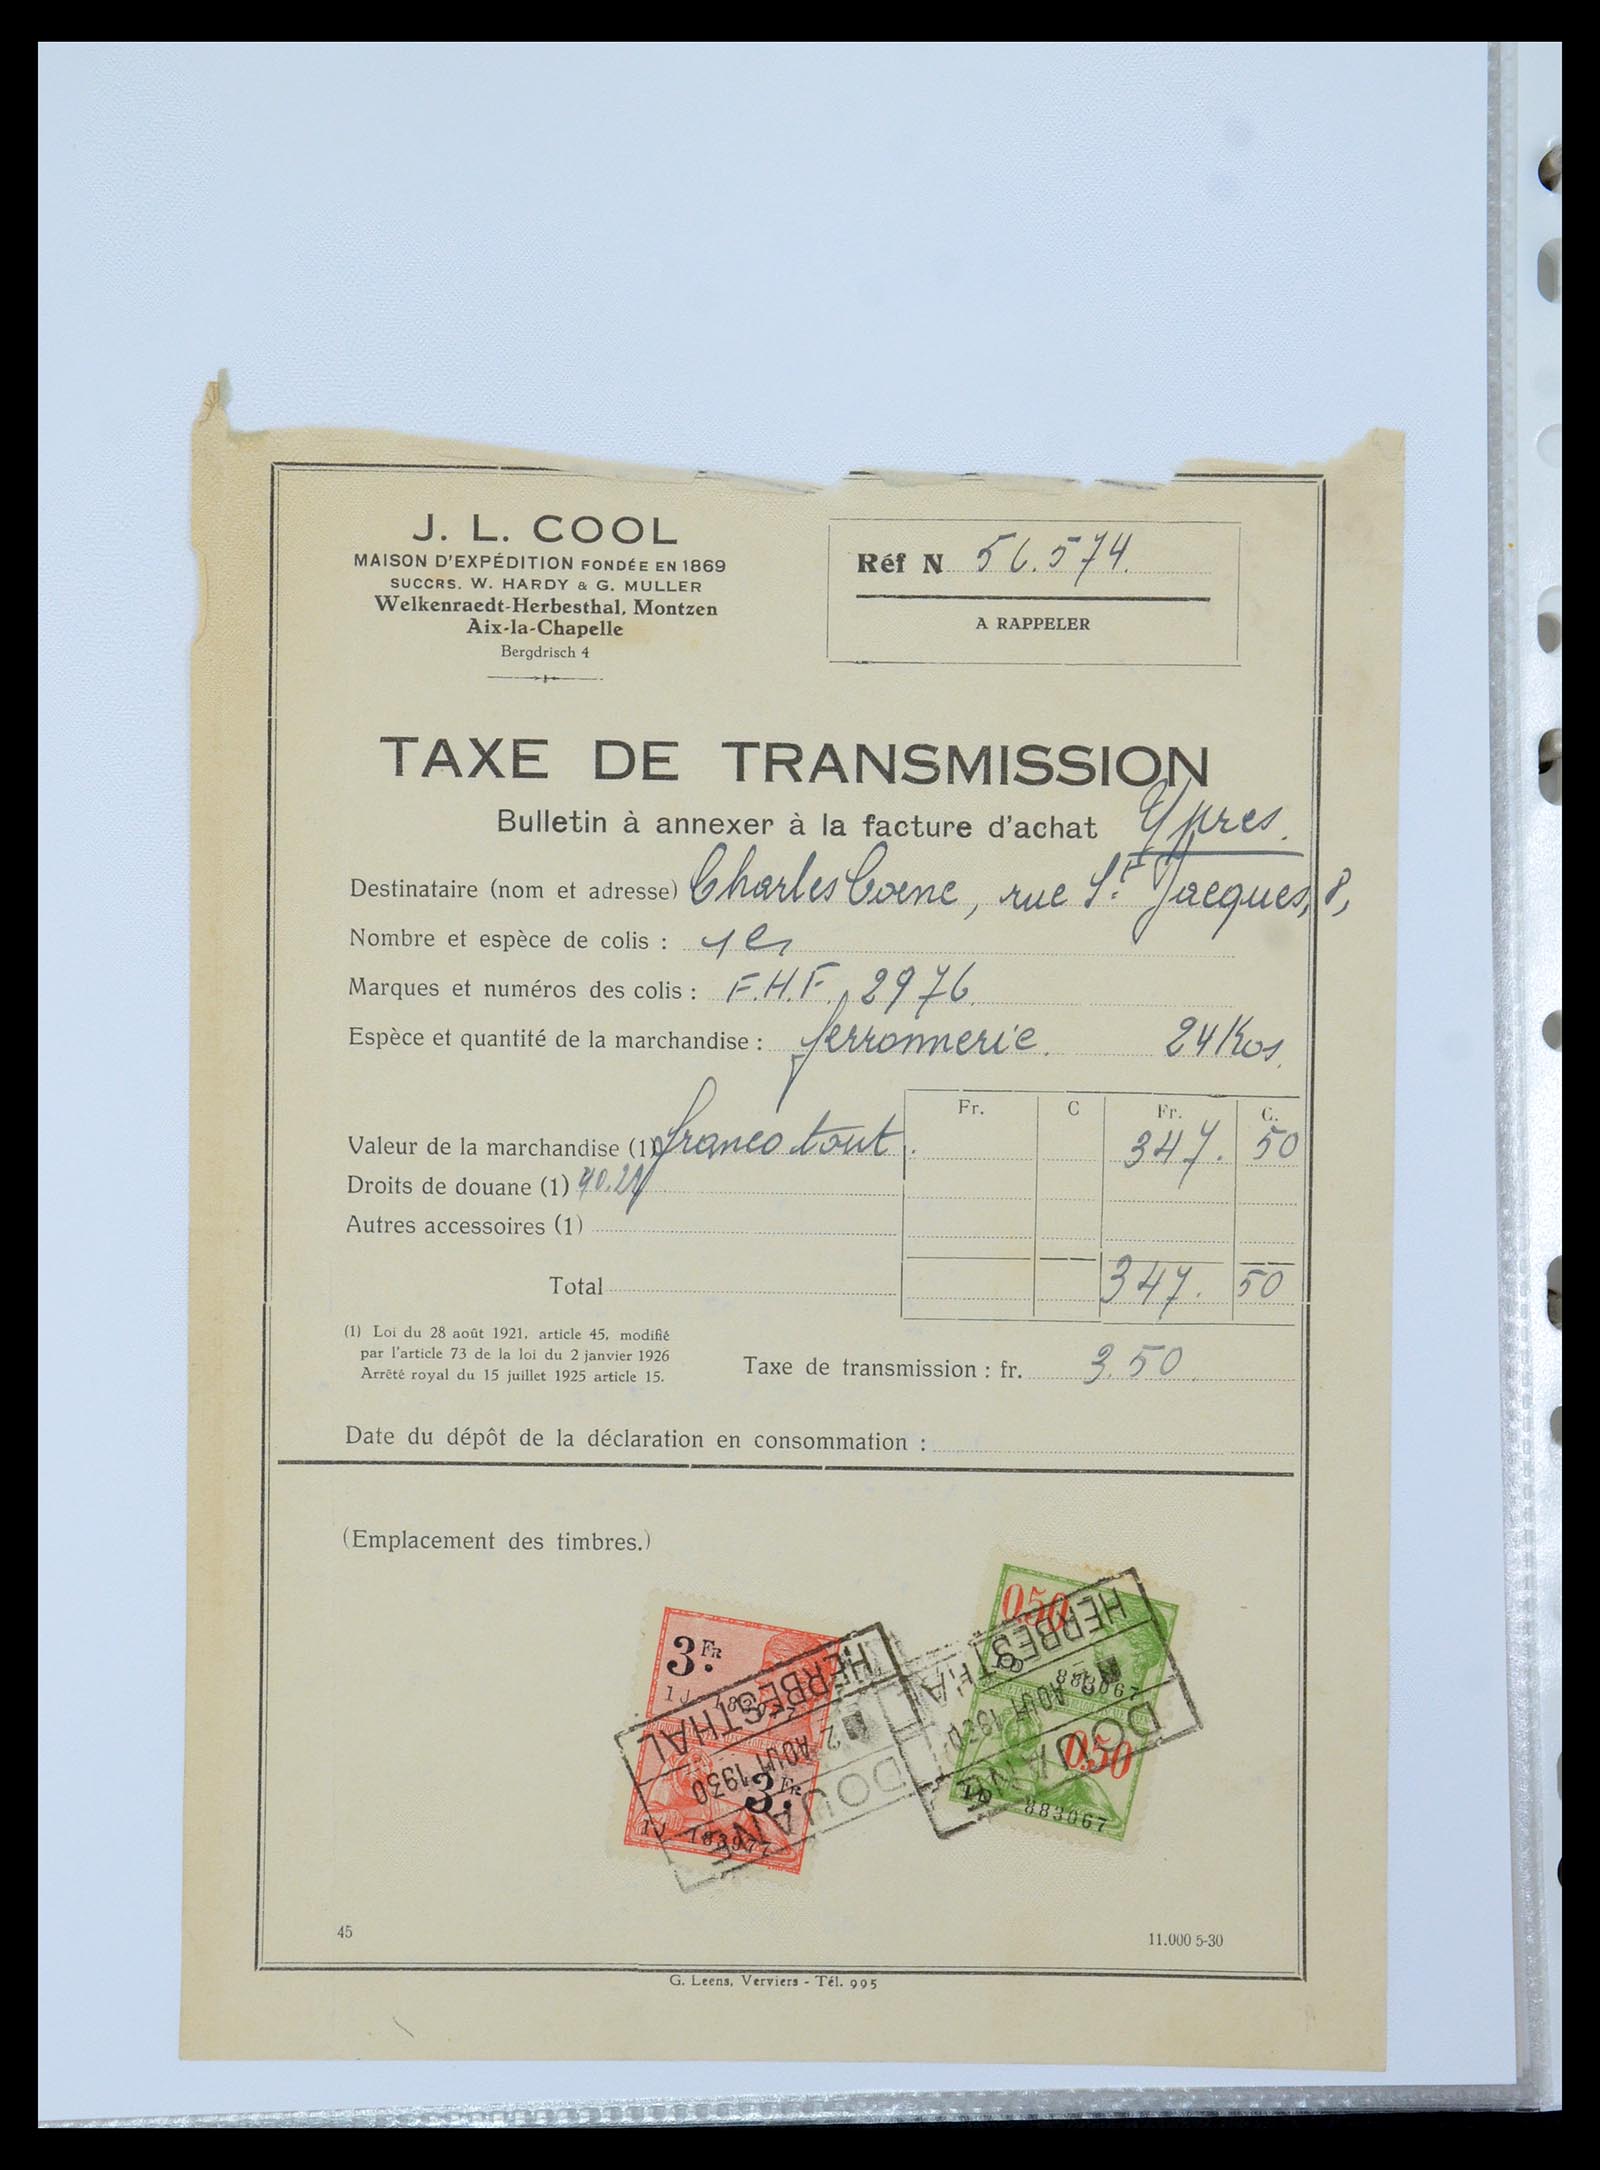 J. L. COOL
MAISON D'EXPÉDITION FONDÉE EN 1869
SUCCRS. W. HARDY & G. MULLER
Welkenraedt-Herbesthal, Montzen
Aix-la-Chapelle
Bergdrisch 4
Réf N 56.574.
A RAPPELER
TAXE DE TRANSMISSION
Bulletin à annexer à la facture d'achat Ypres.
Destinataire (nom et adresse) Charles Coene, rue St Jacques, 8,
Nombre et espèce de colis :
Marques et numéros des colis : F.H.F. 2976.
Espèce et quantité de la marchandise : ferronnerie. 24 Kos.
Fr. C Fr. C.
Valeur de la marchandise (1) franco tout. 347. 50
Droits de douane (1)
Autres accessoires (1)
Total 347. 50
(1) Loi du 28 août 1921, article 45, modifié
par l'article 73 de la loi du 2 janvier 1926
Arrêté royal du 15 juillet 1925 article 15.
Taxe de transmission : fr. 3.50.
Date du dépôt de la déclaration en consommation :
(Emplacement des timbres.)
3.FR
HERBESTHAL
2 AOUT 1930
DOUANE
3.FR
0.50
883067
HERBESTHAL
AOUT 1930
DOUANE
0.50
883067
45
11.000 5-30
G. Leens, Verviers - Tél. 995